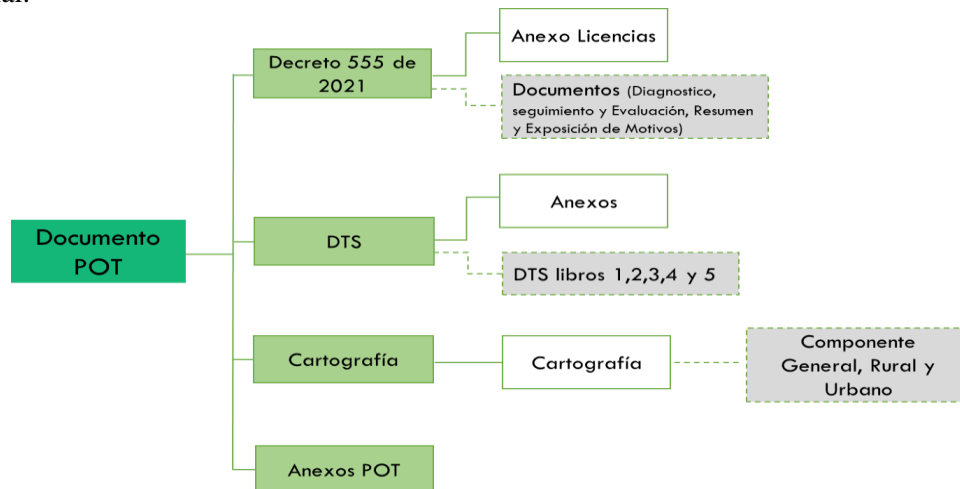 Anexo Licencias
Decreto 555 de
2021
Documentos (Diagnostico,
seguimiento y Evaluación, Resumen
y Exposición de Motivos)
Anexos
Documento
POT
DTS
DTS libros 1,2,3,4 y 5
Cartografía
Cartografía
Componente
General, Rural y
Urbano
Anexos POT